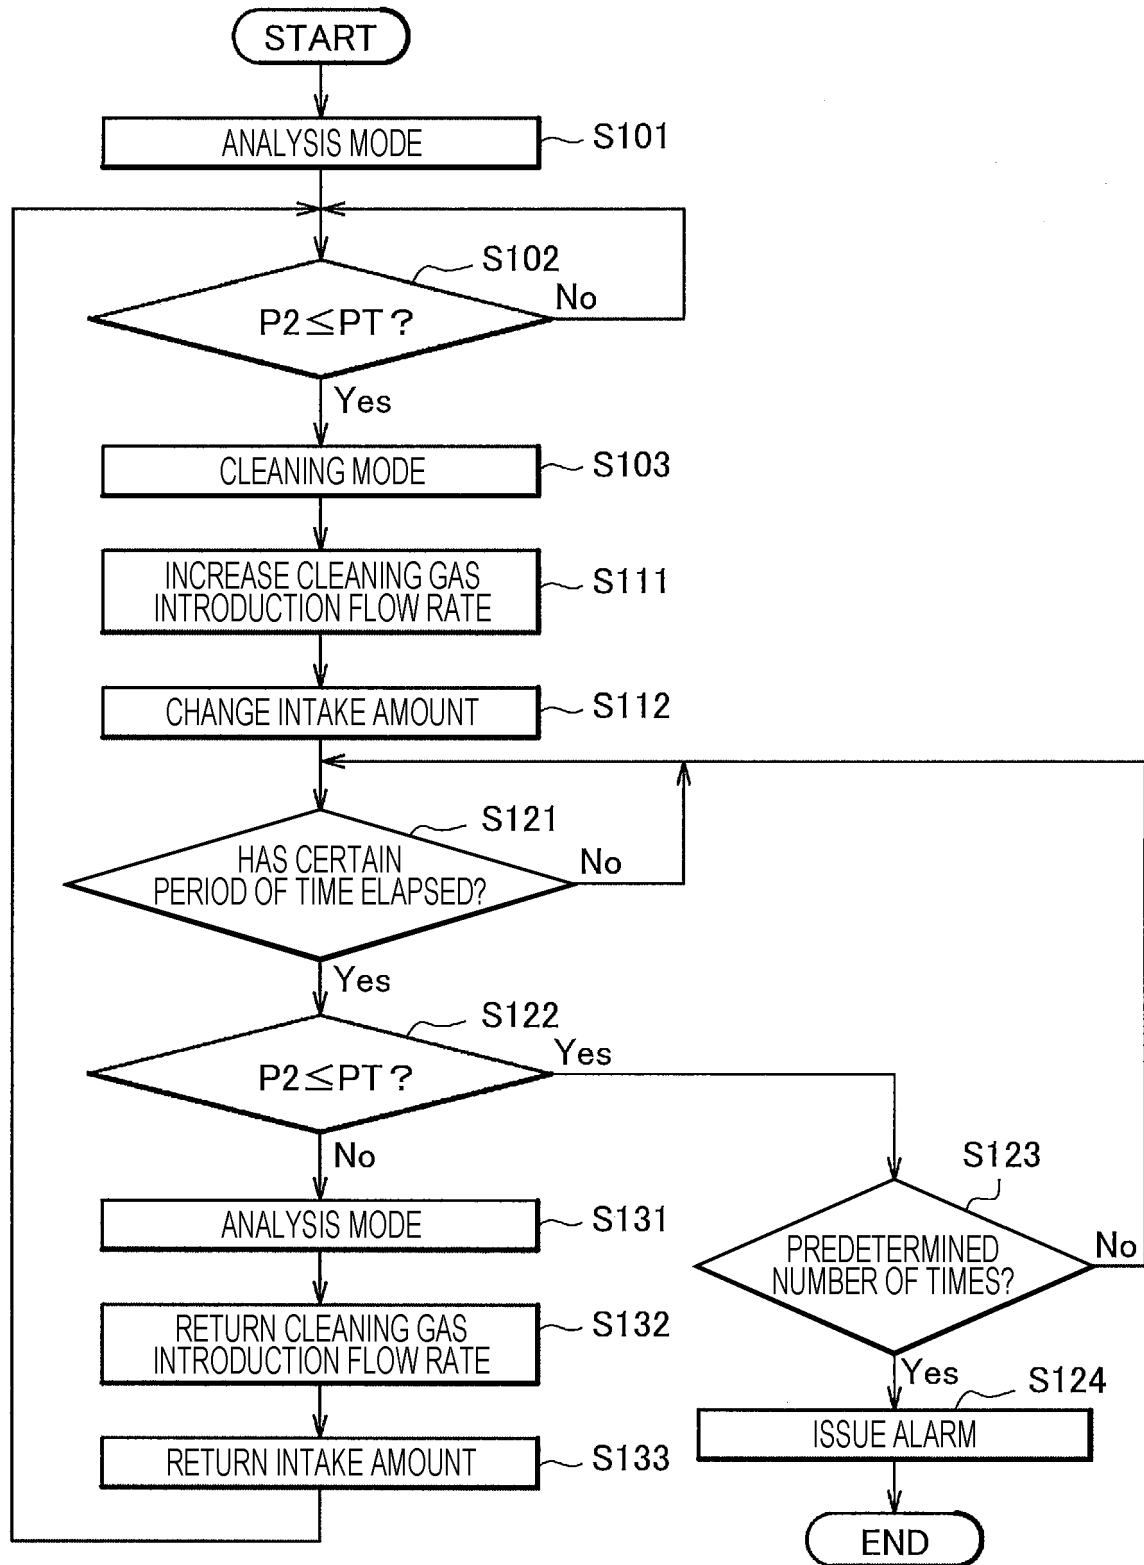 START
ANALYSIS MODE
S101
S102
P2≦PT?
No
Yes
CLEANING MODE
S103
INCREASE CLEANING GAS
INTRODUCTION FLOW RATE
S111
CHANGE INTAKE AMOUNT
S112
S121
HAS CERTAIN
PERIOD OF TIME ELAPSED?
No
Yes
S122
P2≦PT?
Yes
No
S123
PREDETERMINED
NUMBER OF TIMES?
No
Yes
S124
ISSUE ALARM
END
ANALYSIS MODE
S131
RETURN CLEANING GAS
INTRODUCTION FLOW RATE
S132
RETURN INTAKE AMOUNT
S133